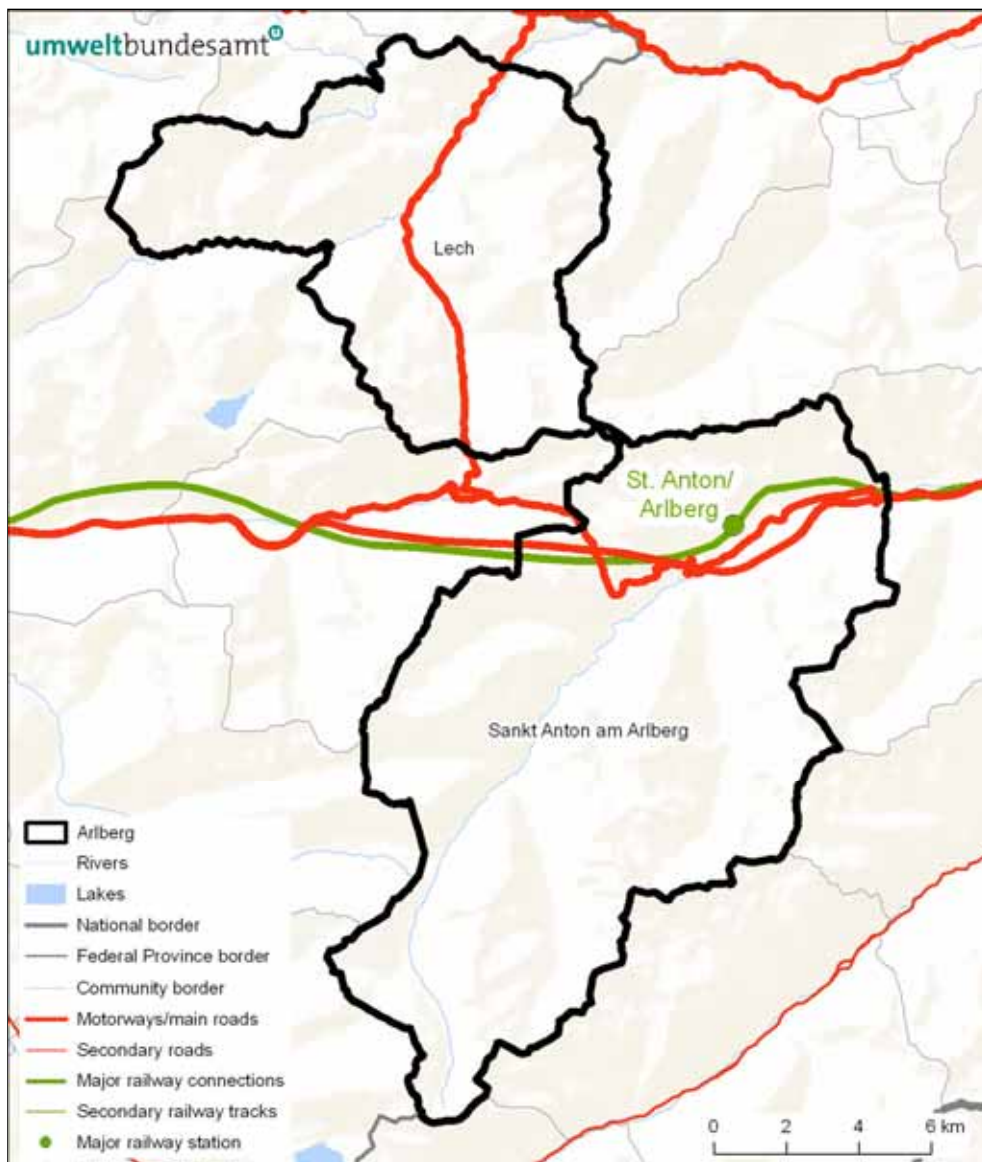 umweltbundesamt
Lech
St. Anton/
Arlberg
Sankt Anton am Arlberg
Arlberg
Rivers
Lakes
National border
Federal Province border
Community border
Motorways/main roads
Secondary roads
Major railway connections
Secondary railway tracks
Major railway station
0 2 4 6 km